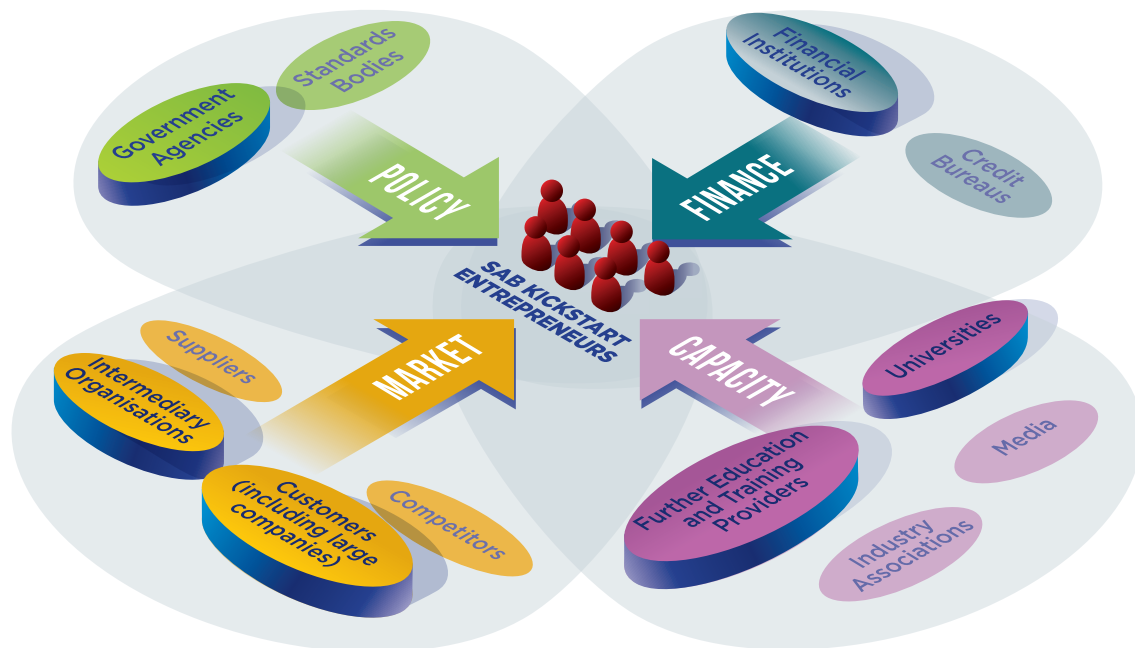 Standards
Bodies
Government
Agencies
POLICY
Financial
Institutions
Credit
Bureaus
FINANCE
SAB KICKSTART
ENTREPRENEURS
Suppliers
Intermediary
Organisations
MARKET
Customers
(including large
companies)
Competitors
CAPACITY
Universities
Media
Further Education
and Training
Providers
Industry
Associations